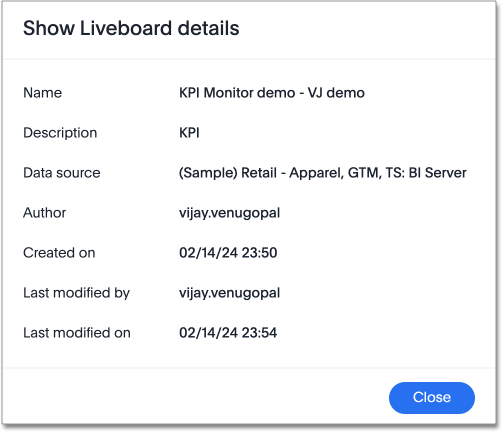 Show Liveboard details
Name KPI Monitor demo - VJ demo
Description KPI
Data source (Sample) Retail - Apparel, GTM, TS: BI Server
Author vijay.venugopal
Created on 02/14/24 23:50
Last modified by vijay.venugopal
Last modified on 02/14/24 23:54
Close